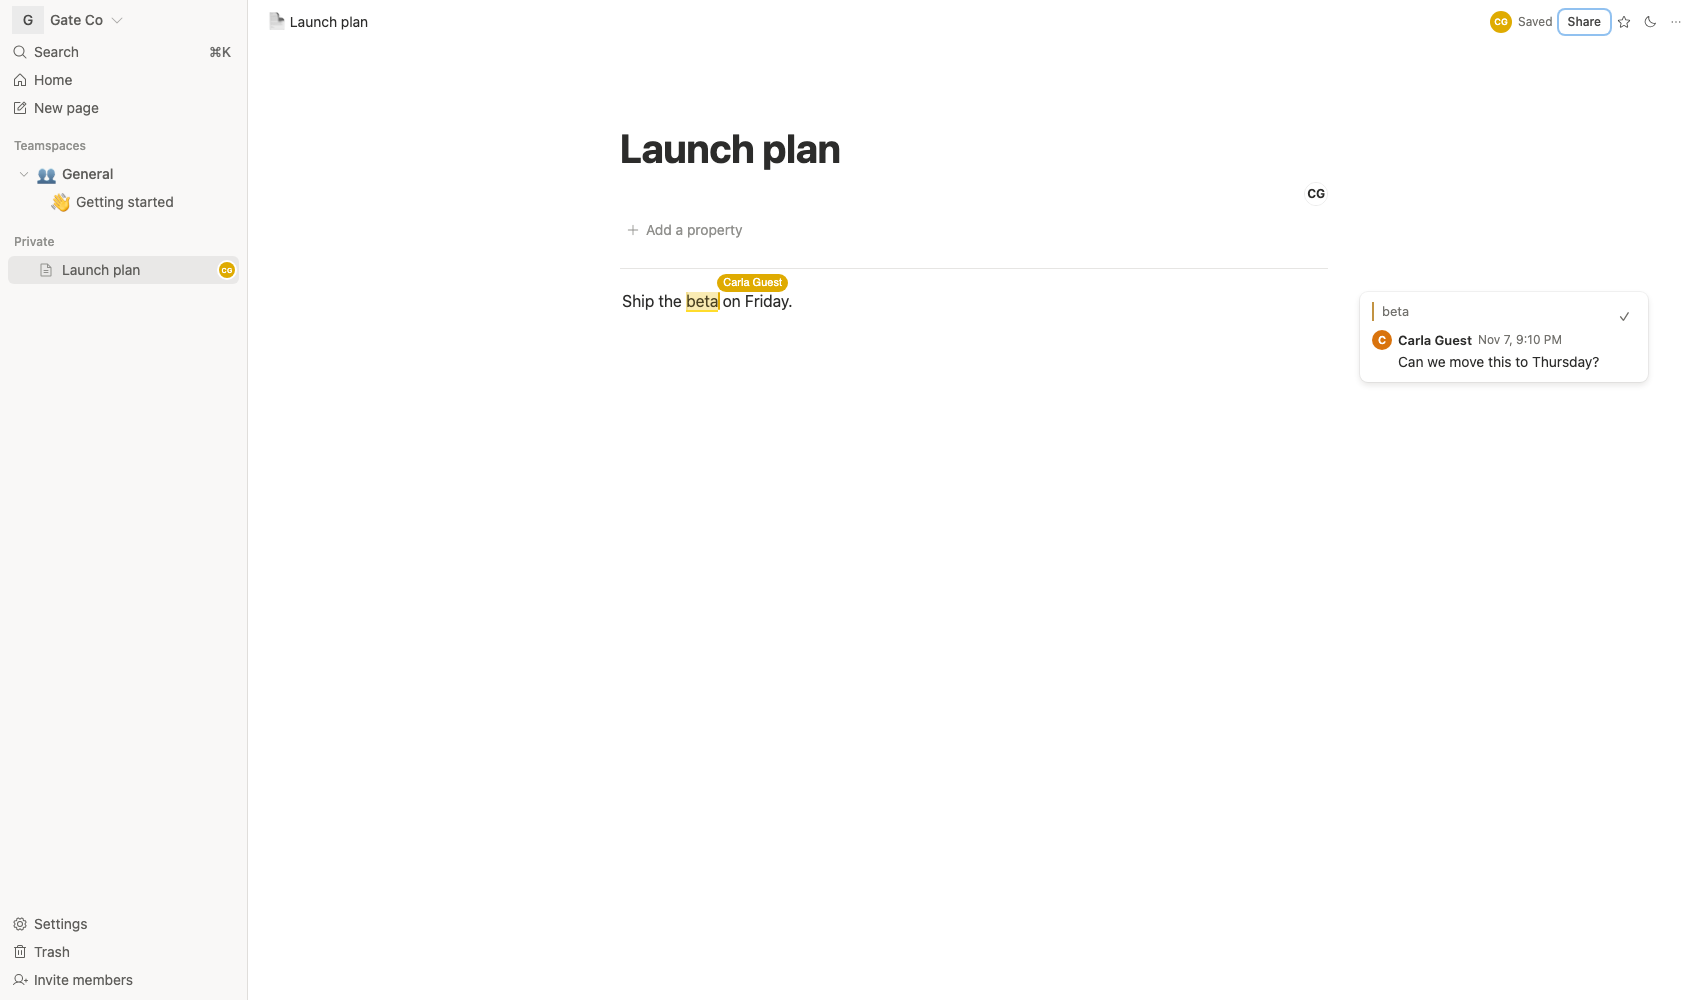 G Gate Co
Search ⌘K
Home
New page
Teamspaces
General
Getting started
Private
Launch plan CG
Settings
Trash
Invite members
Launch plan
CG Saved Share
Launch plan
CG
Add a property
Carla Guest
Ship the beta on Friday.
beta
C Carla Guest Nov 7, 9:10 PM
Can we move this to Thursday?